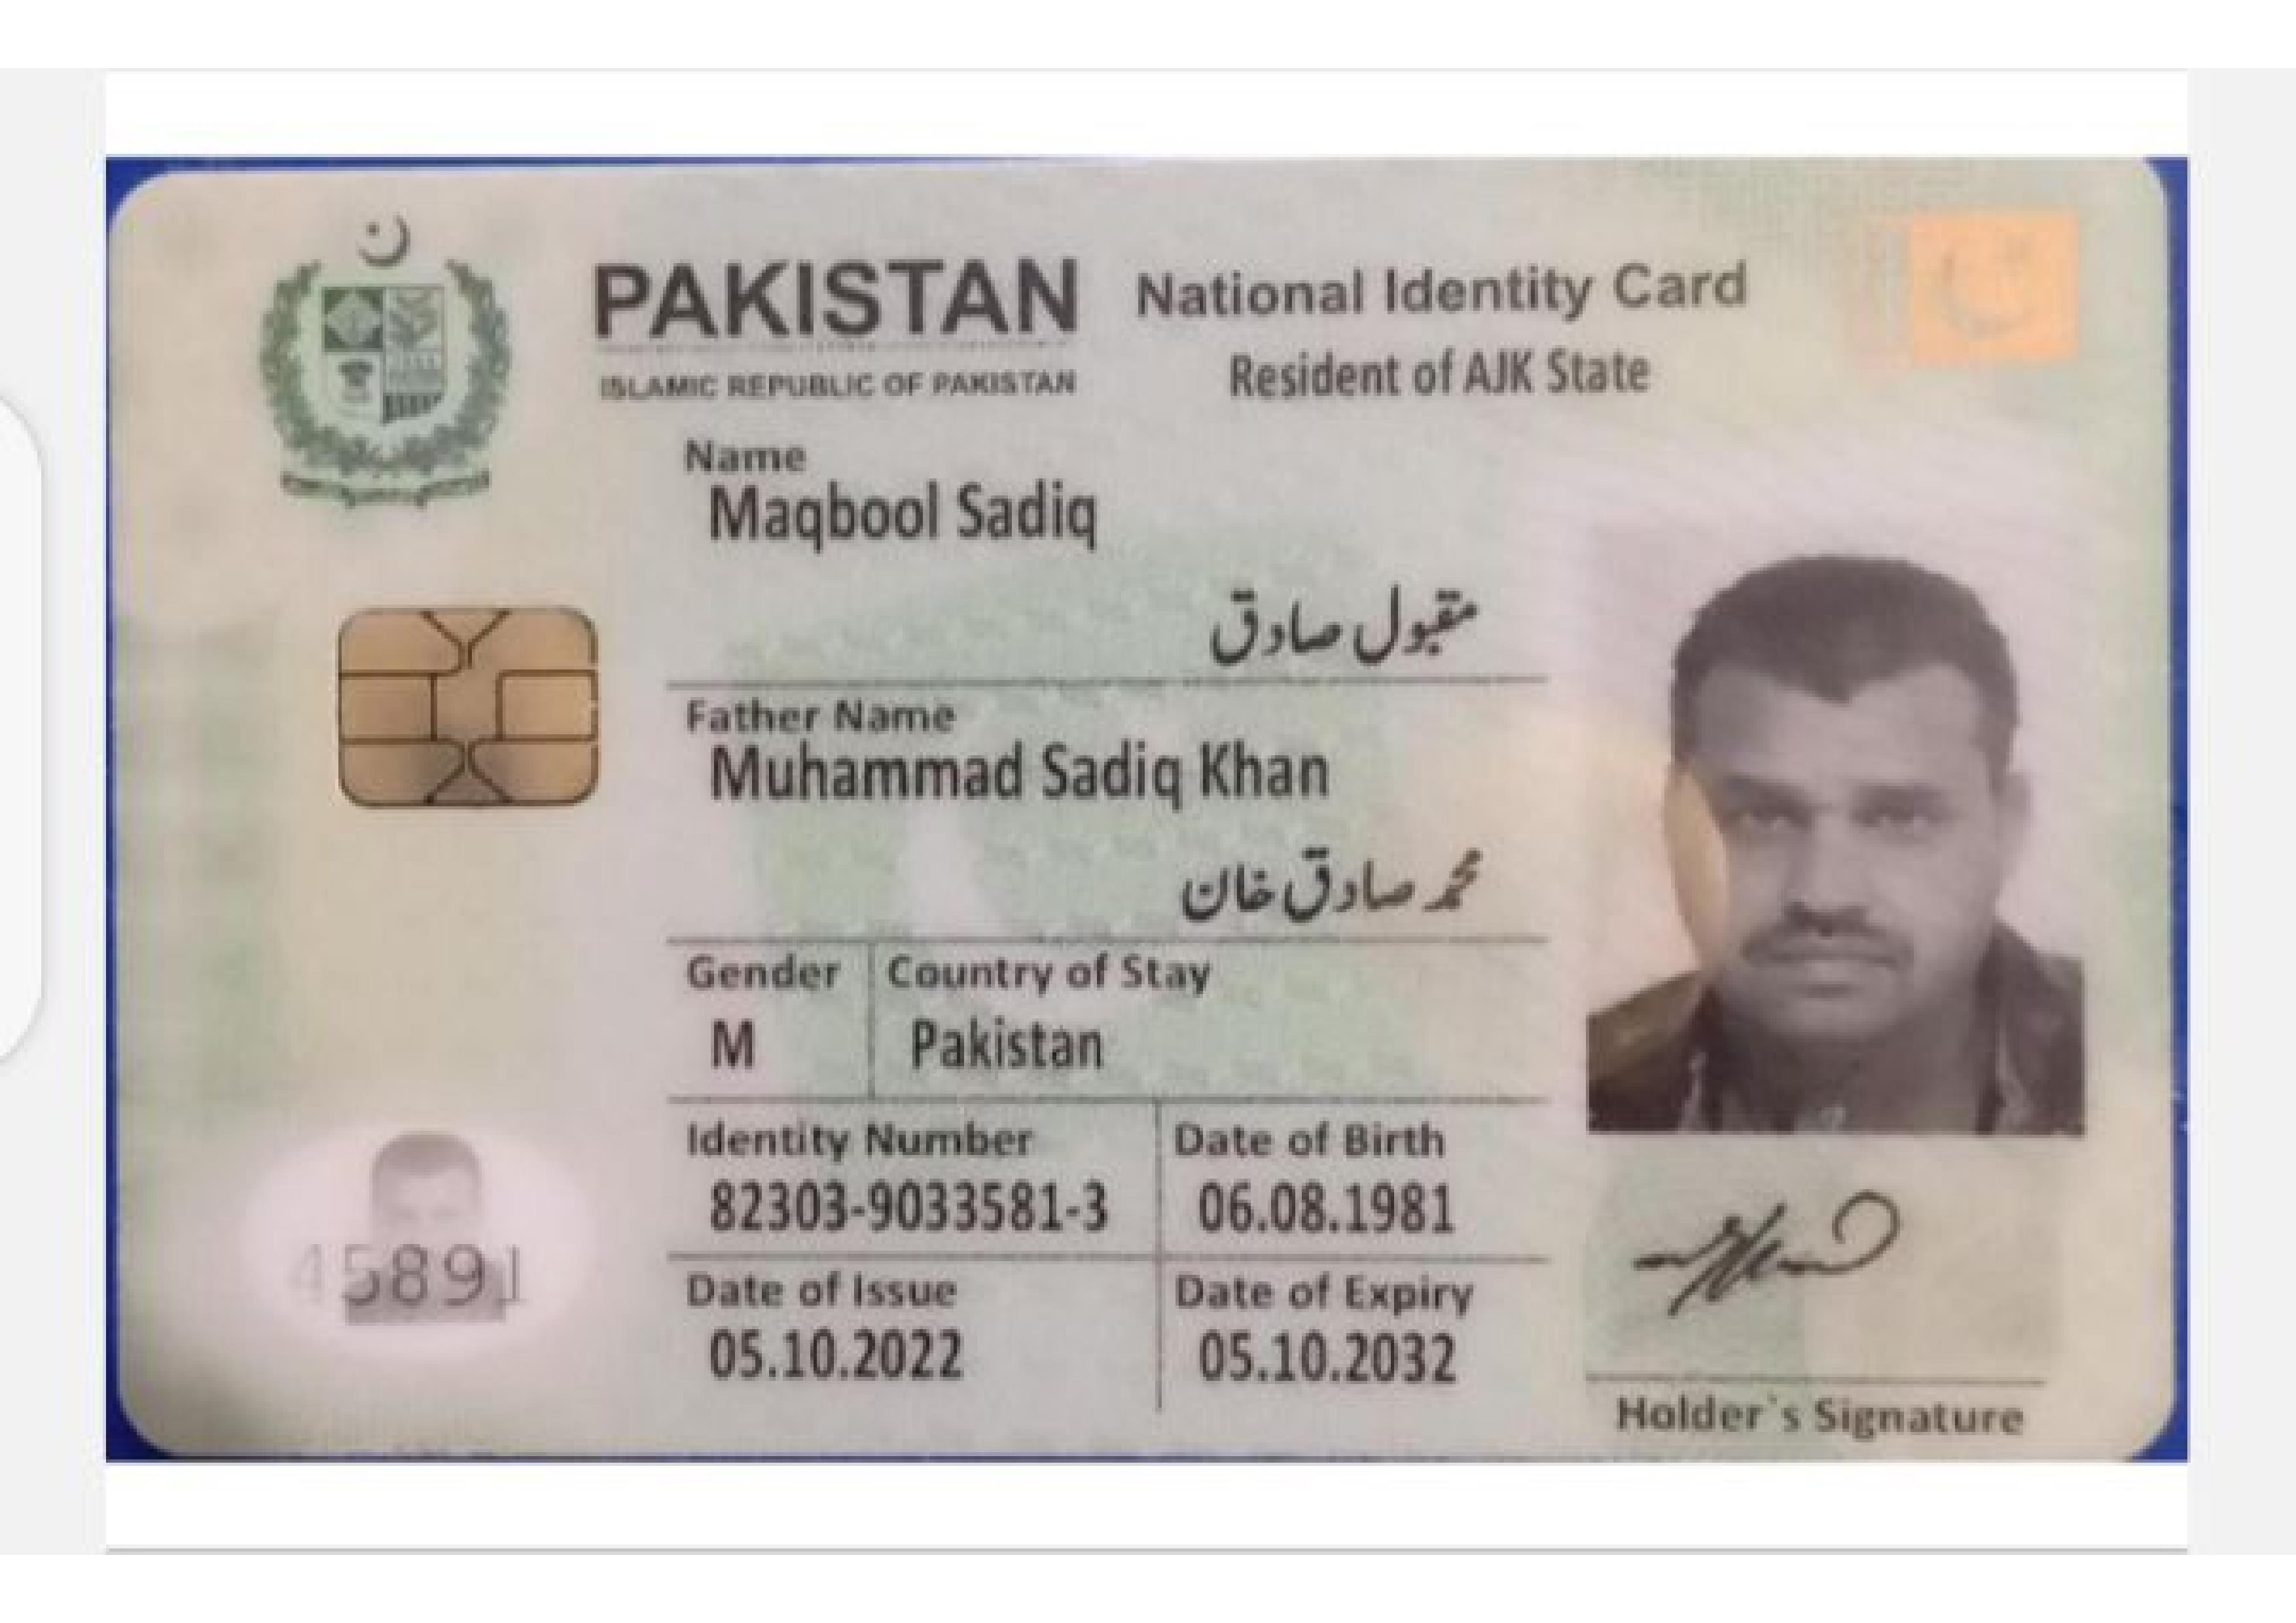 PAKISTAN National Identity Card
ISLAMIC REPUBLIC OF PAKISTAN Resident of AJK State
Name
Maqbool Sadiq
مقبول صادق
Father Name
Muhammad Sadiq Khan
محمد صادق خان
Gender Country of Stay
M Pakistan
Identity Number Date of Birth
82303-9033581-3 06.08.1981
45891
Date of Issue Date of Expiry
05.10.2022 05.10.2032
Holder`s Signature